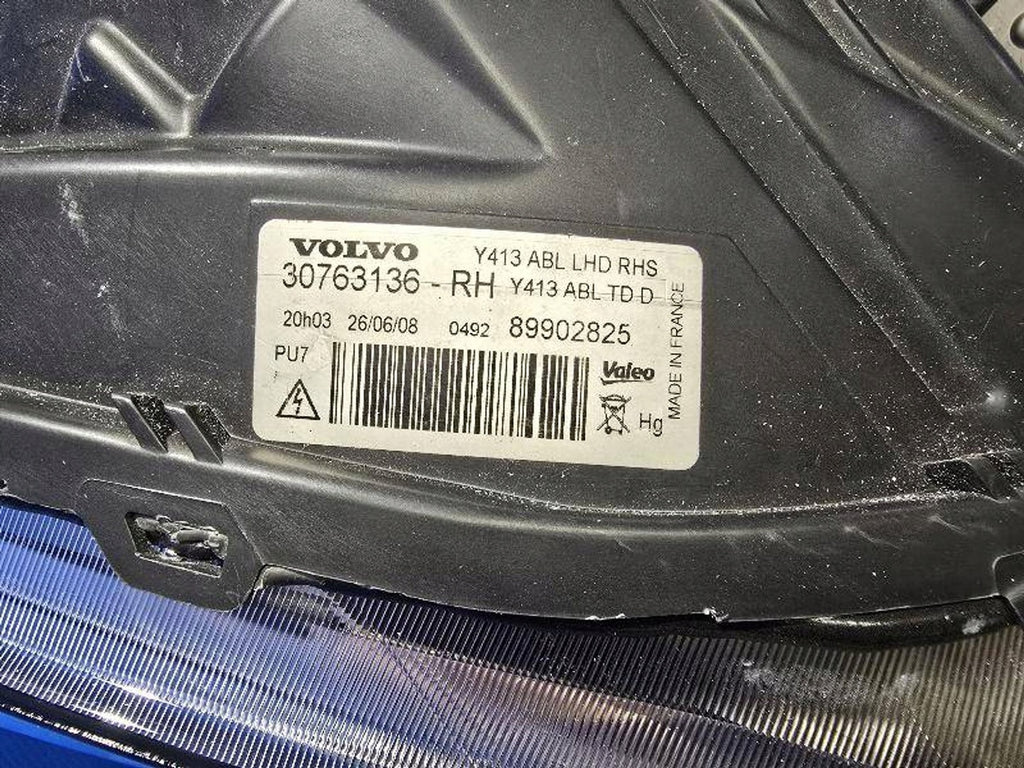 VOLVO Y413 ABL LHD RHS
30763136 - RH Y413 ABL TD D
20h03 26/06/08 0492 89902825
PU7
Valeo
Hg
MADE IN FRANCE